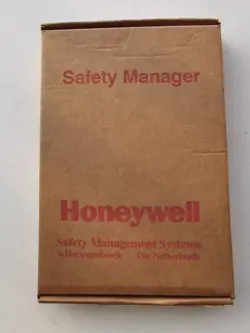 Safety Manager
Honeywell
Safety Management Systems
's-Hertogenbosch The Netherlands